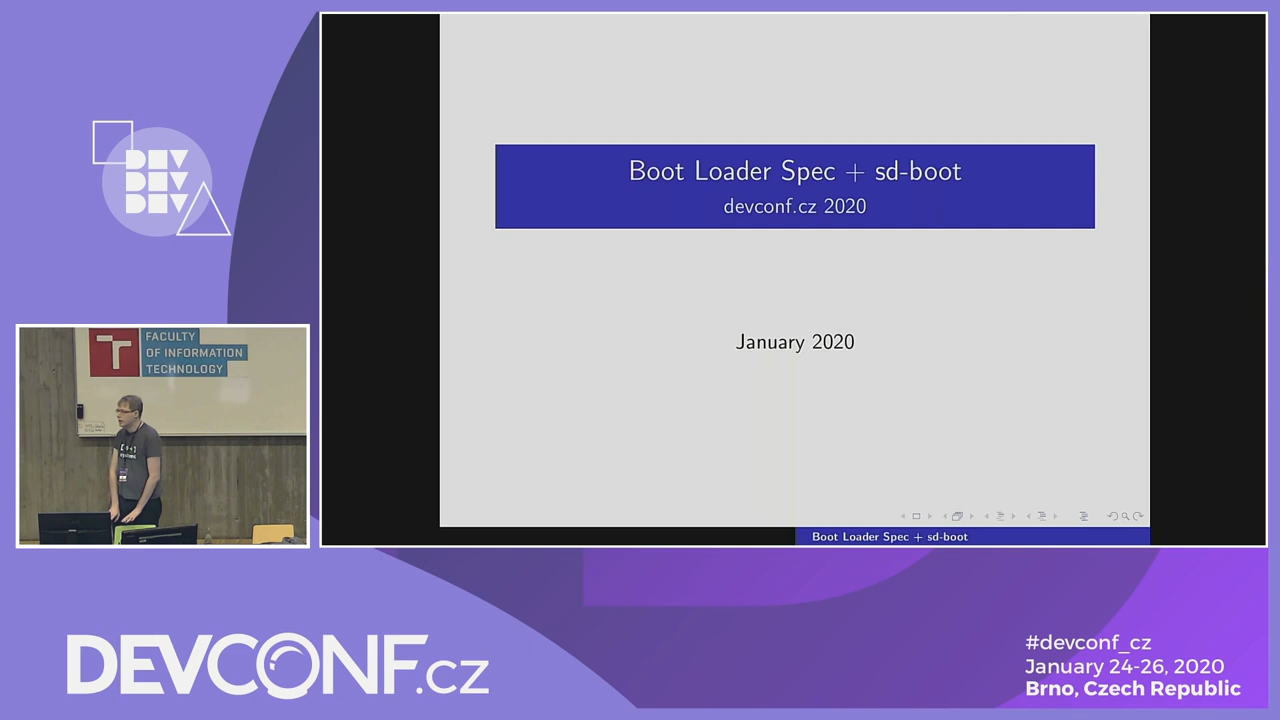 DEV
DEV
DEV
Boot Loader Spec + sd-boot
devconf.cz 2020
January 2020
Boot Loader Spec + sd-boot
T
FACULTY
OF INFORMATION
TECHNOLOGY
DEVCONF.cz
#devconf_cz
January 24-26, 2020
Brno, Czech Republic